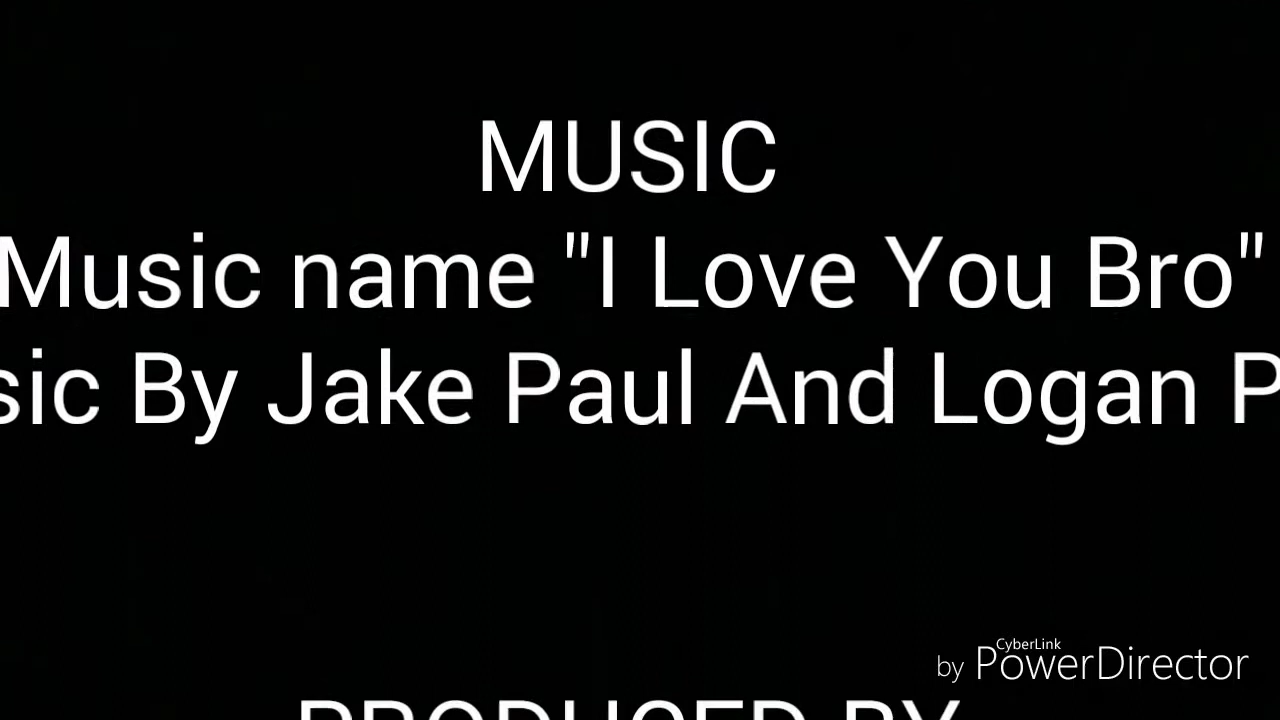 MUSIC
Music name "I Love You Bro"
sic By Jake Paul And Logan P
CyberLink
by PowerDirector
PRODUCED BY